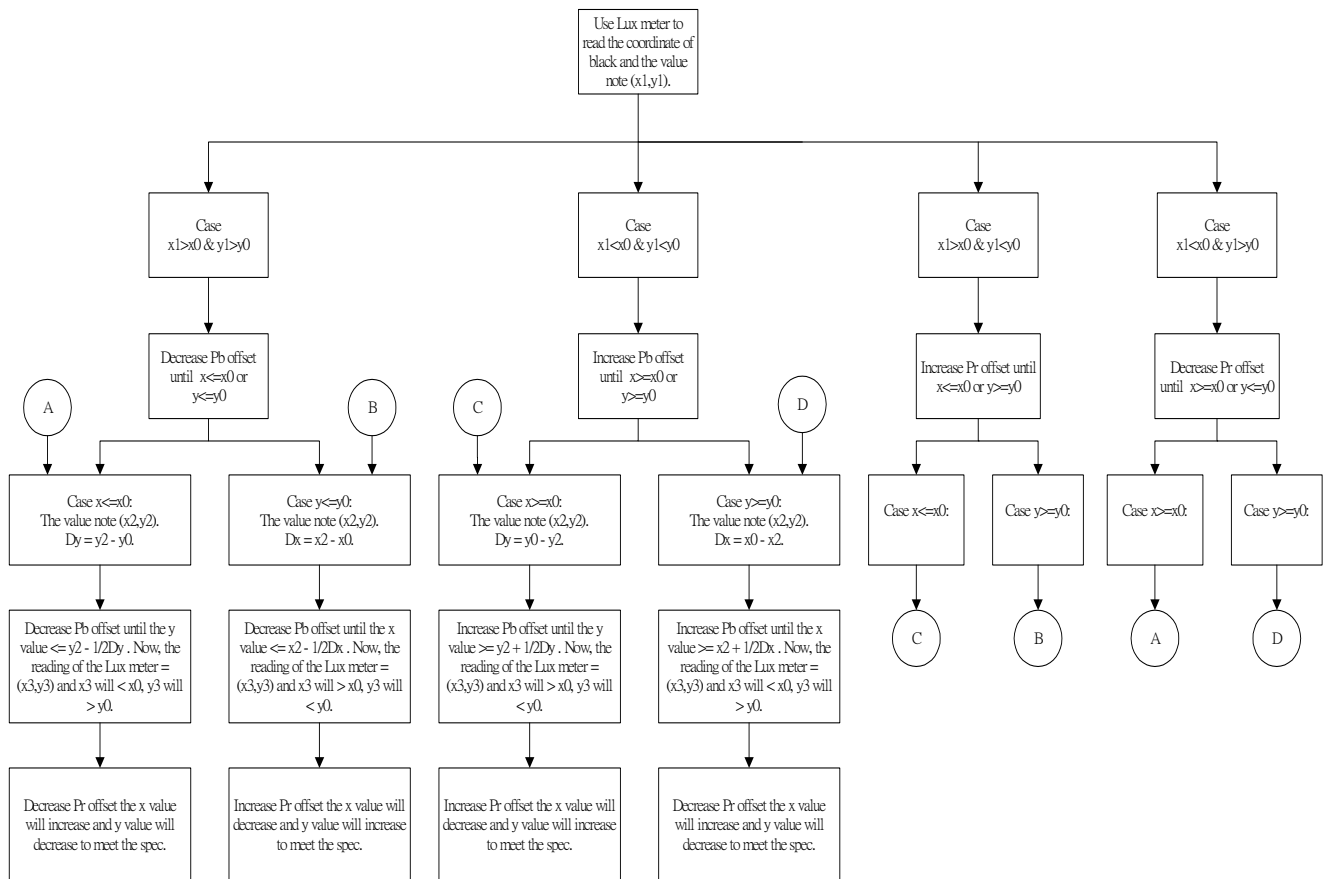 Use Lux meter to
read the coordinate of
black and the value
note (x1,y1).
Case
x1>x0 & y1>y0
Case
x1<x0 & y1<y0
Case
x1>x0 & y1<y0
Case
x1<x0 & y1>y0
Decrease Pb offset
until x<=x0 or
y<=y0
Increase Pb offset
until x>=x0 or
y>=y0
Increase Pr offset until
x<=x0 or y>=y0
Decrease Pr offset
until x>=x0 or y<=y0
A
B
C
D
Case x<=x0:
The value note (x2,y2).
Dy = y2 - y0.
Case y<=y0:
The value note (x2,y2).
Dx = x2 - x0.
Case x>=x0:
The value note (x2,y2).
Dy = y0 - y2.
Case y>=y0:
The value note (x2,y2).
Dx = x0 - x2.
Case x<=x0:
Case y>=y0:
Case x>=x0:
Case y>=y0:
Decrease Pb offset until the y
value <= y2 - 1/2Dy . Now, the
reading of the Lux meter =
(x3,y3) and x3 will < x0, y3 will
> y0.
Decrease Pb offset until the x
value <= x2 - 1/2Dx . Now, the
reading of the Lux meter =
(x3,y3) and x3 will > x0, y3 will
< y0.
Increase Pb offset until the y
value >= y2 + 1/2Dy . Now, the
reading of the Lux meter =
(x3,y3) and x3 will > x0, y3 will
< y0.
Increase Pb offset until the x
value >= x2 + 1/2Dx . Now, the
reading of the Lux meter =
(x3,y3) and x3 will < x0, y3 will
> y0.
C
B
A
D
Decrease Pr offset the x value
will increase and y value will
decrease to meet the spec.
Increase Pr offset the x value will
decrease and y value will increase
to meet the spec.
Increase Pr offset the x value will
decrease and y value will increase
to meet the spec.
Decrease Pr offset the x value
will increase and y value will
decrease to meet the spec.